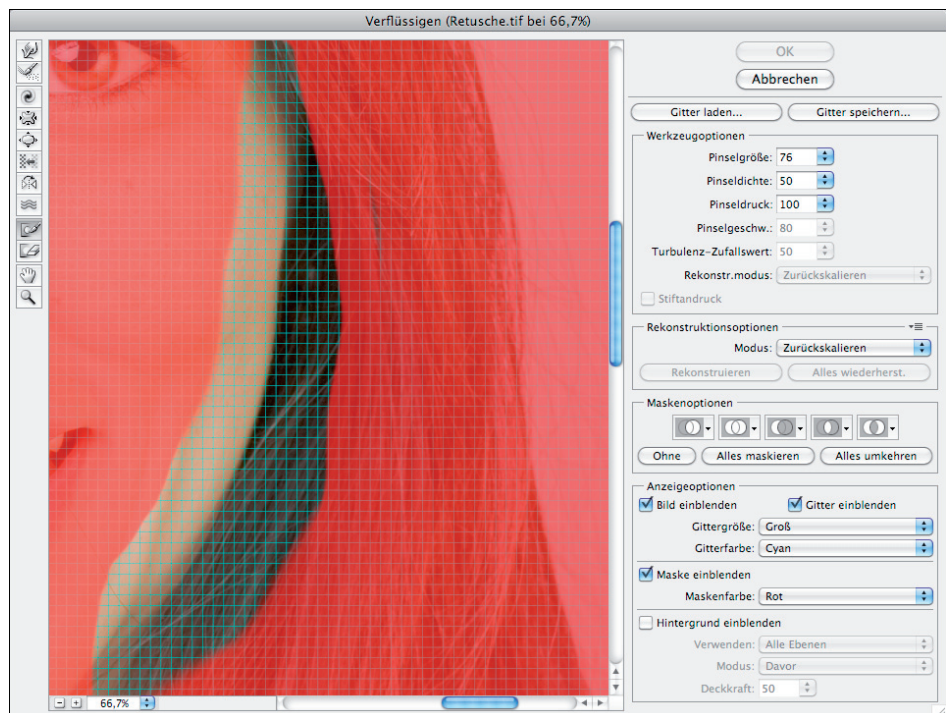 Verflüssigen (Retusche.tif bei 66,7%)
OK
Abbrechen
Gitter laden... Gitter speichern...
Werkzeugoptionen
Pinselgröße: 76
Pinseldichte: 50
Pinseldruck: 100
Pinselgeschw.: 80
Turbulenz-Zufallswert: 50
Rekonstr.modus: Zurückskalieren
Stiftandruck
Rekonstruktionsoptionen
Modus: Zurückskalieren
Rekonstruieren Alles wiederherst.
Maskenoptionen
Ohne Alles maskieren Alles umkehren
Anzeigeoptionen
Bild einblenden Gitter einblenden
Gittergröße: Groß
Gitterfarbe: Cyan
Maske einblenden
Maskenfarbe: Rot
Hintergrund einblenden
Verwenden: Alle Ebenen
Modus: Davor
Deckkraft: 50
66,7%